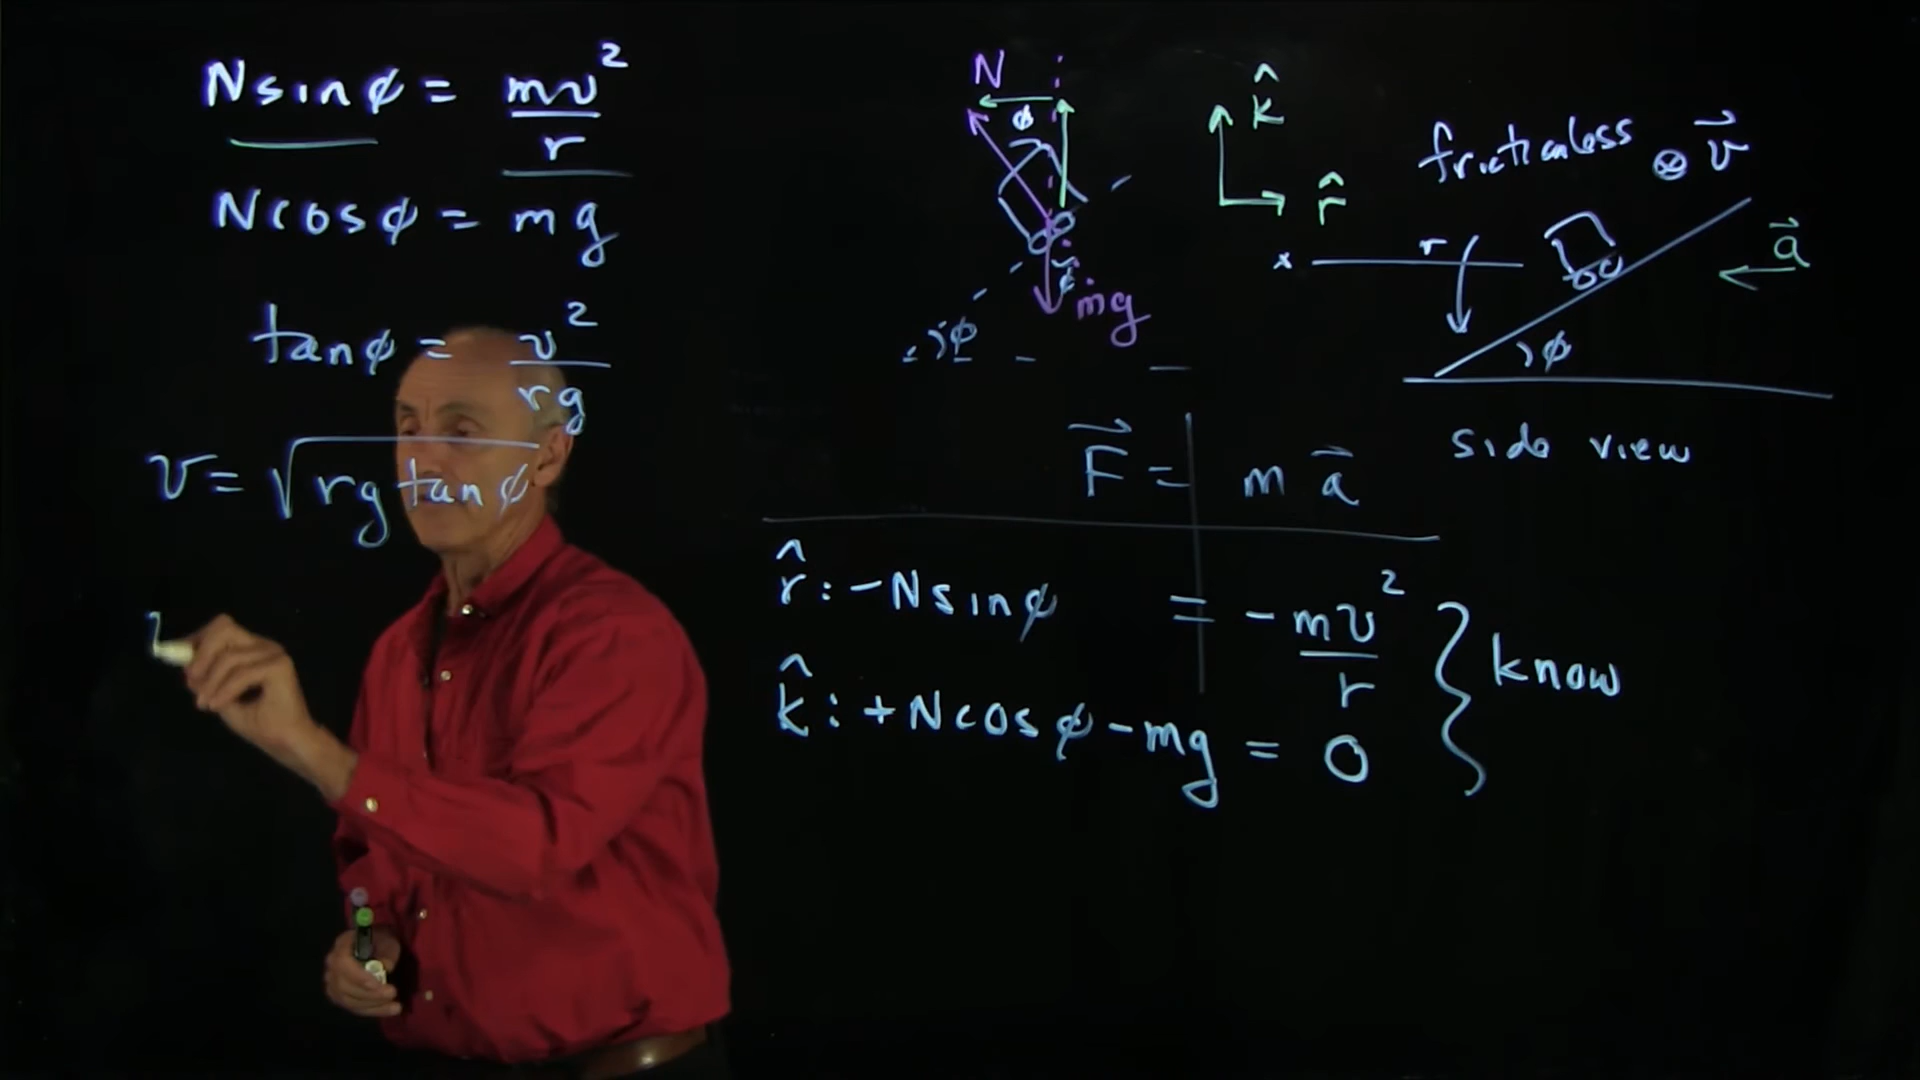 N sin ϕ = mv² / r
N cos ϕ = mg
tan ϕ = v² / rg
v = √(rg tan ϕ)
N
ϕ
ϕ
mg
ϕ
k̂
r̂
frictionless ⊗ v⃗
× r
a⃗
ϕ
side view
F⃗ = m a⃗
r̂ : - N sin ϕ = - mv² / r
k̂ : + N cos ϕ - mg = 0
} know